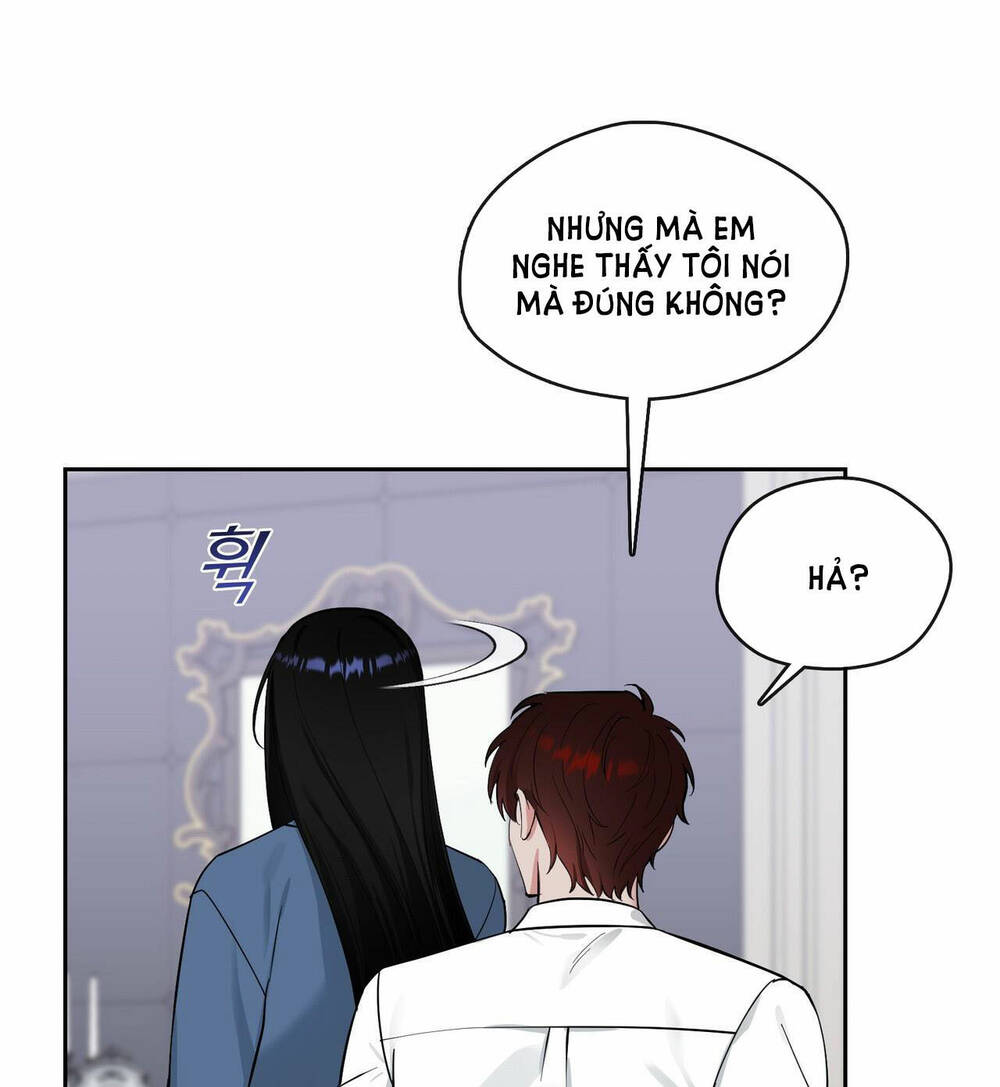 NHƯNG MÀ EM
NGHE THẤY TÔI NÓI
MÀ ĐÚNG KHÔNG?
HẢ?
휙